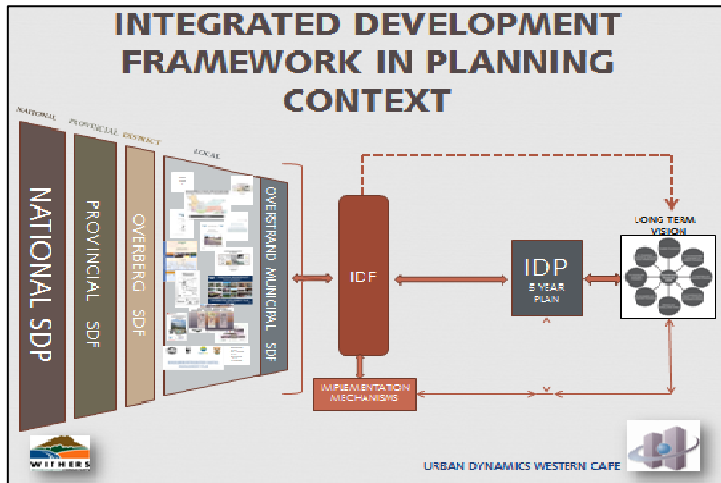 INTEGRATED DEVELOPMENT
FRAMEWORK IN PLANNING
CONTEXT
NATIONAL
PROVINCIAL
DISTRICT
LOCAL
NATIONAL SDP
PROVINCIAL SDF
OVERBERG SDF
OVERSTRAND MUNICIPAL SDF
IDF
IDP
5 YEAR
PLAN
LONG TERM
VISION
IMPLEMENTATION
MECHANISMS
WITHERS
URBAN DYNAMICS WESTERN CAPE